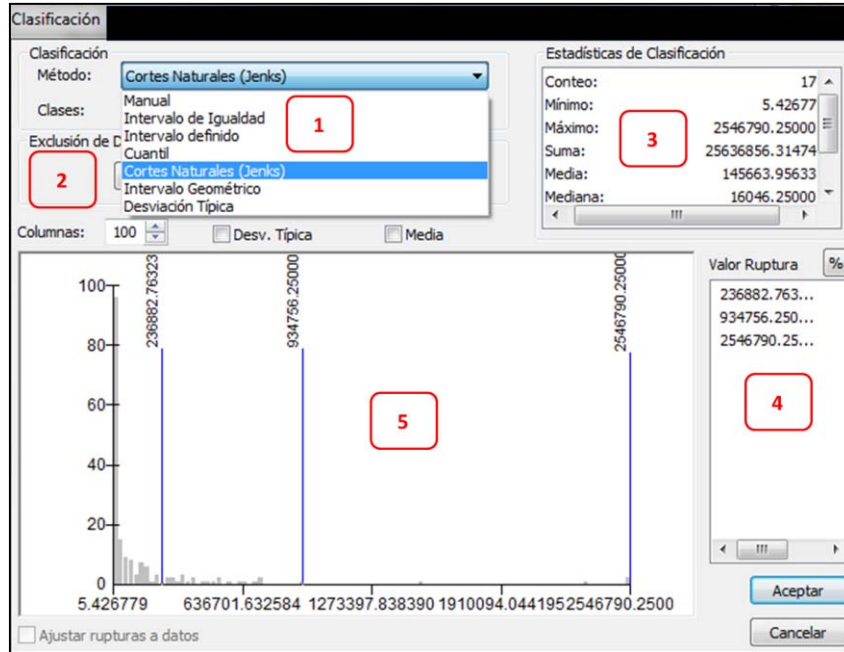 Clasificación
Clasificación
Método:
Cortes Naturales (Jenks)
Clases:
Manual
Intervalo de Igualdad
Intervalo definido
Cuantil
Cortes Naturales (Jenks)
Intervalo Geométrico
Desviación Típica
1
Exclusión de D
2
Estadísticas de Clasificación
Conteo: 17
Mínimo: 5.42677
Máximo: 2546790.25000
Suma: 25636856.31474
Media: 145663.95633
Mediana: 16046.25000
3
Columnas: 100 Desv. Típica Media
100
80
60
40
20
0
236882.76323
934756.25000
2546790.25000
5
5.426779 636701.632584 1273397.838390 1910094.044195 2546790.2500
Valor Ruptura %
236882.763...
934756.250...
2546790.25...
4
Ajustar rupturas a datos
Aceptar
Cancelar